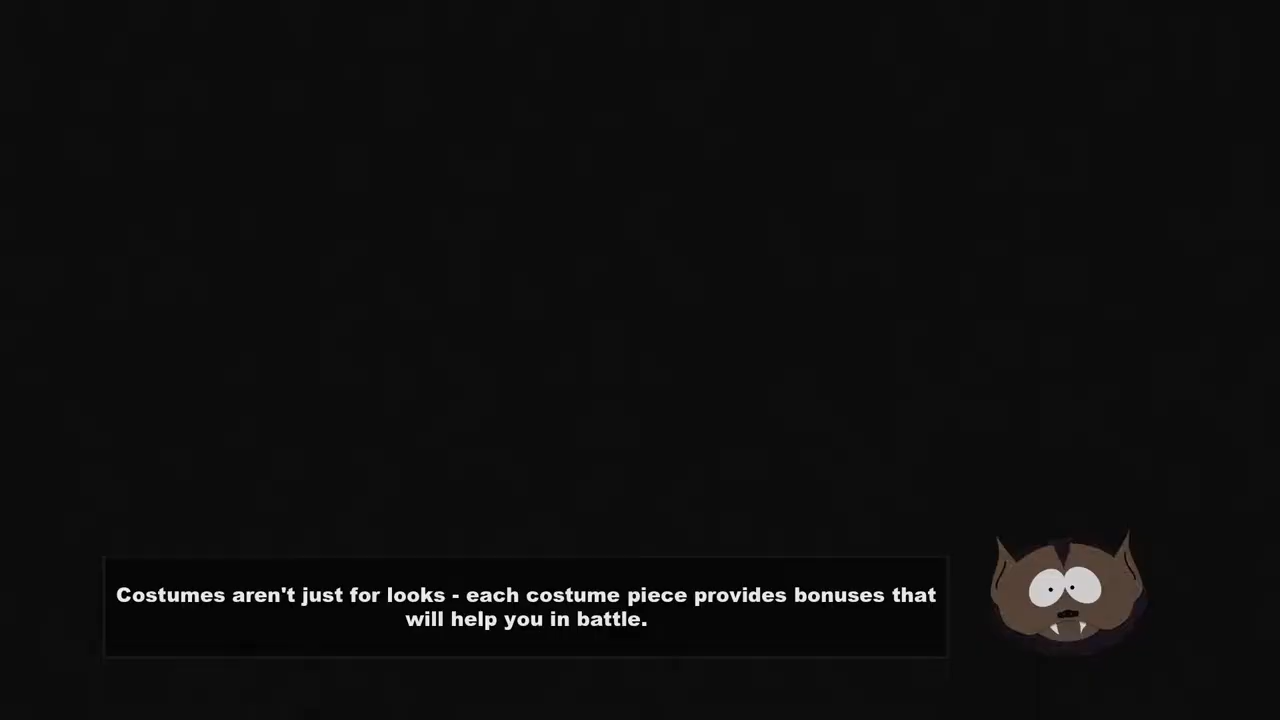 Costumes aren't just for looks - each costume piece provides bonuses that
will help you in battle.